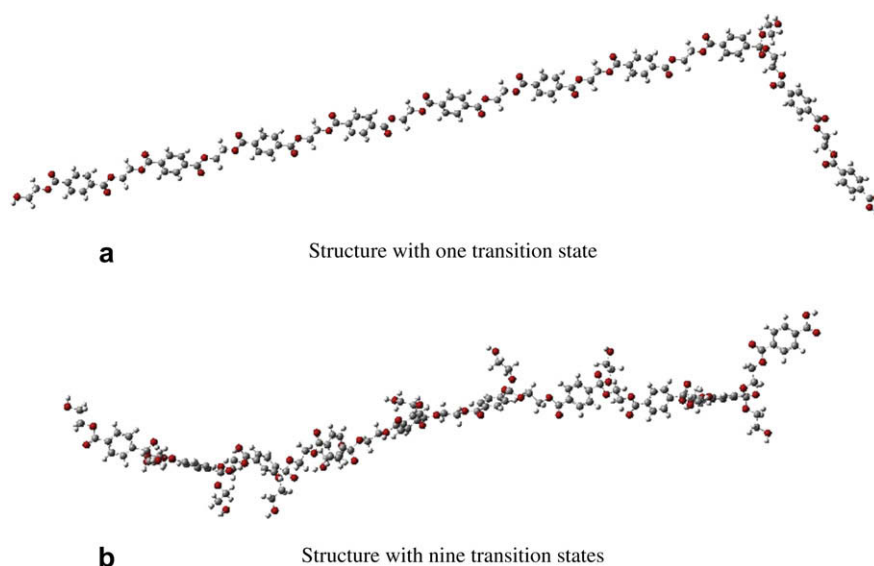 a Structure with one transition state
b Structure with nine transition states